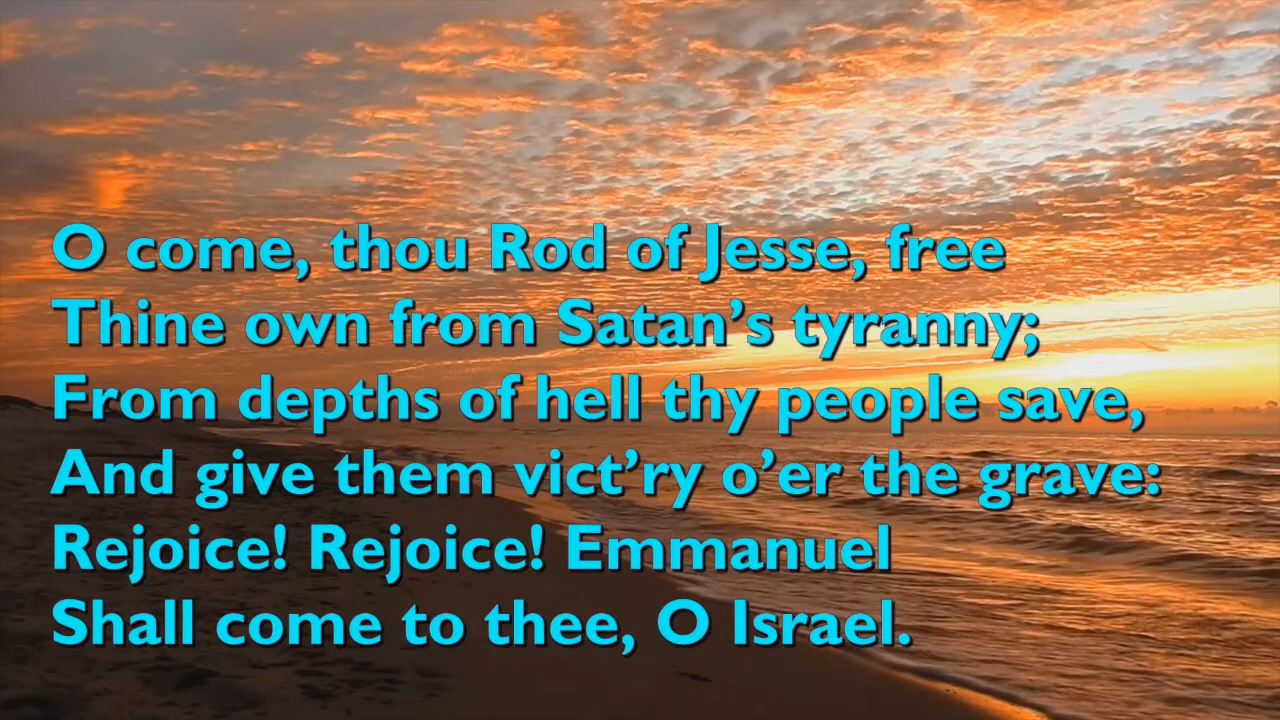 O come, thou Rod of Jesse, free
Thine own from Satan’s tyranny;
From depths of hell thy people save,
And give them vict’ry o’er the grave:
Rejoice! Rejoice! Emmanuel
Shall come to thee, O Israel.